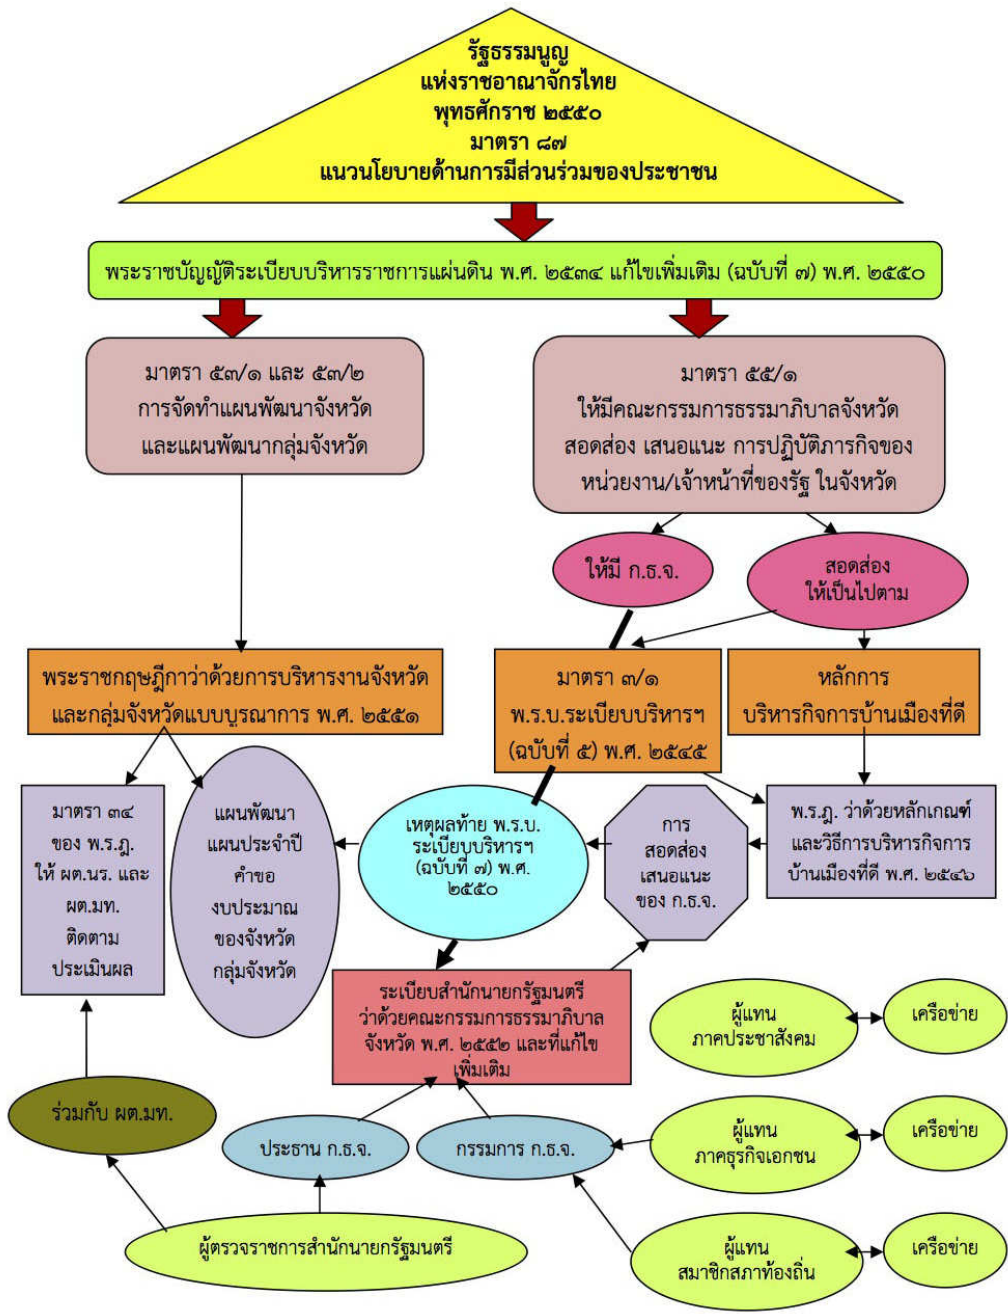 รัฐธรรมนูญ
แห่งราชอาณาจักรไทย
พุทธศักราช ๒๕๕๐
มาตรา ๘๗
แนวนโยบายด้านการมีส่วนร่วมของประชาชน
พระราชบัญญัติระเบียบบริหารราชการแผ่นดิน พ.ศ. ๒๕๓๔ แก้ไขเพิ่มเติม (ฉบับที่ ๗) พ.ศ. ๒๕๕๐
มาตรา ๕๓/๑ และ ๕๓/๒
การจัดทำแผนพัฒนาจังหวัด
และแผนพัฒนากลุ่มจังหวัด
มาตรา ๕๕/๑
ให้มีคณะกรรมการธรรมาภิบาลจังหวัด
สอดส่อง เสนอแนะ การปฏิบัติภารกิจของ
หน่วยงาน/เจ้าหน้าที่ของรัฐ ในจังหวัด
ให้มี ก.ธ.จ.
สอดส่อง
ให้เป็นไปตาม
พระราชกฤษฎีกาว่าด้วยการบริหารงานจังหวัด
และกลุ่มจังหวัดแบบบูรณาการ พ.ศ. ๒๕๕๑
มาตรา ๓/๑
พ.ร.บ.ระเบียบบริหารฯ
(ฉบับที่ ๕) พ.ศ. ๒๕๔๕
หลักการ
บริหารกิจการบ้านเมืองที่ดี
มาตรา ๓๔
ของ พ.ร.ฎ.
ให้ ผต.นร. และ
ผต.มท.
ติดตาม
ประเมินผล
แผนพัฒนา
แผนประจำปี
คำขอ
งบประมาณ
ของจังหวัด
กลุ่มจังหวัด
เหตุผลท้าย พ.ร.บ.
ระเบียบบริหารฯ
(ฉบับที่ ๗) พ.ศ.
๒๕๕๐
การ
สอดส่อง
เสนอแนะ
ของ ก.ธ.จ.
พ.ร.ฎ. ว่าด้วยหลักเกณฑ์
และวิธีการบริหารกิจการ
บ้านเมืองที่ดี พ.ศ. ๒๕๔๖
ระเบียบสำนักนายกรัฐมนตรี
ว่าด้วยคณะกรรมการธรรมาภิบาล
จังหวัด พ.ศ. ๒๕๕๒ และที่แก้ไข
เพิ่มเติม
ผู้แทน
ภาคประชาสังคม
เครือข่าย
ร่วมกับ ผต.มท.
ประธาน ก.ธ.จ.
กรรมการ ก.ธ.จ.
ผู้แทน
ภาคธุรกิจเอกชน
เครือข่าย
ผู้ตรวจราชการสำนักนายกรัฐมนตรี
ผู้แทน
สมาชิกสภาท้องถิ่น
เครือข่าย